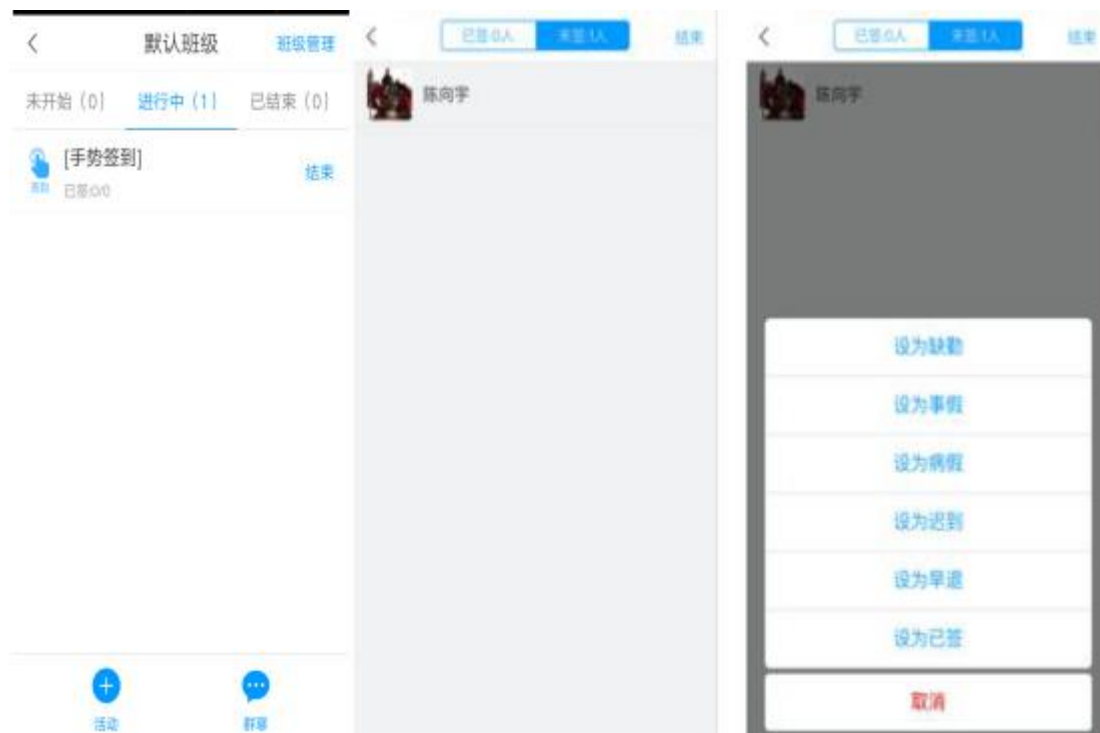 默认班级
班级管理
未开始 (0)
进行中 (1)
已结束 (0)
[手势签到]
签到
已签:0/0
结束
活动
群聊
已签:0人
未签:1人
结束
陈向宇
已签:0人
未签:1人
结束
陈向宇
设为缺勤
设为事假
设为病假
设为迟到
设为早退
设为已签
取消